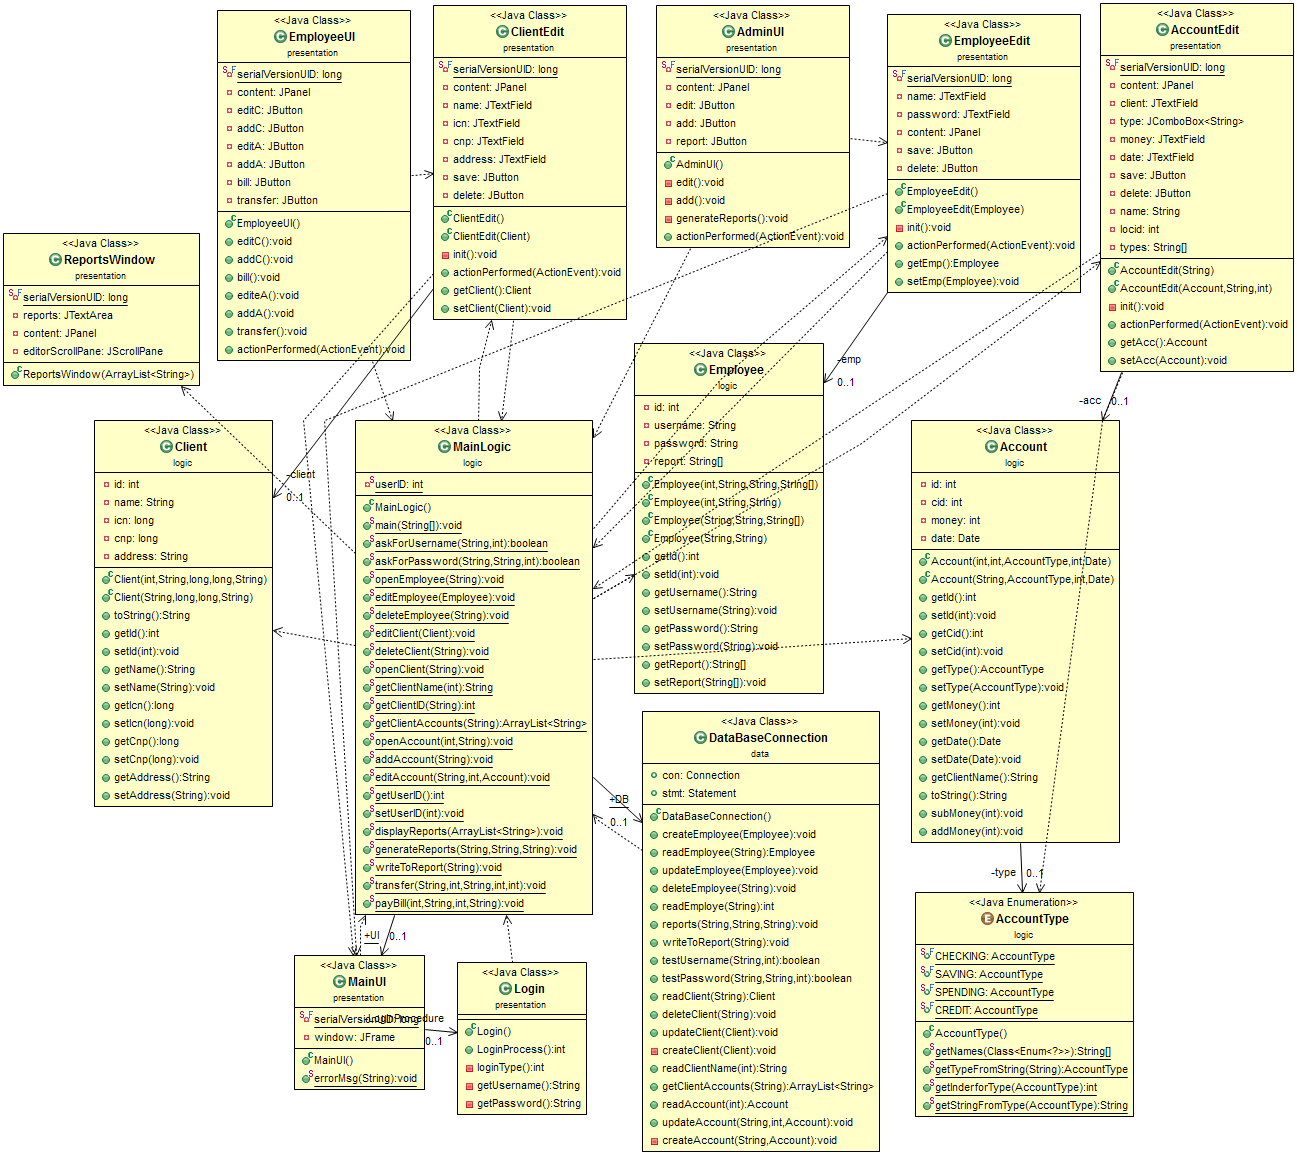 <<Java Class>>
EmployeeUI
presentation
serialVersionUID: long
content: JPanel
editC: JButton
addC: JButton
editA: JButton
addA: JButton
bill: JButton
transfer: JButton
EmployeeUI()
editC():void
addC():void
bill():void
editeA():void
addA():void
transfer():void
actionPerformed(ActionEvent):void
<<Java Class>>
ClientEdit
presentation
serialVersionUID: long
content: JPanel
name: JTextField
icn: JTextField
cnp: JTextField
address: JTextField
save: JButton
delete: JButton
ClientEdit()
ClientEdit(Client)
init():void
actionPerformed(ActionEvent):void
getClient():Client
setClient(Client):void
<<Java Class>>
AdminUI
presentation
serialVersionUID: long
content: JPanel
edit: JButton
add: JButton
report: JButton
AdminUI()
edit():void
add():void
generateReports():void
actionPerformed(ActionEvent):void
<<Java Class>>
EmployeeEdit
presentation
serialVersionUID: long
name: JTextField
password: JTextField
content: JPanel
save: JButton
delete: JButton
EmployeeEdit()
EmployeeEdit(Employee)
init():void
actionPerformed(ActionEvent):void
getEmp():Employee
setEmp(Employee):void
<<Java Class>>
AccountEdit
presentation
serialVersionUID: long
content: JPanel
client: JTextField
type: JComboBox<String>
money: JTextField
date: JTextField
save: JButton
delete: JButton
name: String
locid: int
types: String[]
AccountEdit(String)
AccountEdit(Account,String,int)
init():void
actionPerformed(ActionEvent):void
getAcc():Account
setAcc(Account):void
<<Java Class>>
ReportsWindow
presentation
serialVersionUID: long
reports: JTextArea
content: JPanel
editorScrollPane: JScrollPane
ReportsWindow(ArrayList<String>)
<<Java Class>>
Employee
logic
id: int
username: String
password: String
report: String[]
Employee(int,String,String,String[])
Employee(int,String,String)
Employee(String,String,String[])
Employee(String,String)
getId():int
setId(int):void
getUsername():String
setUsername(String):void
getPassword():String
setPassword(String):void
getReport():String[]
setReport(String[]):void
-emp
0..1
-acc
0..1
<<Java Class>>
Client
logic
id: int
name: String
icn: long
cnp: long
address: String
Client(int,String,long,long,String)
Client(String,long,long,String)
toString():String
getId():int
setId(int):void
getName():String
setName(String):void
getIcn():long
setIcn(long):void
getCnp():long
setCnp(long):void
getAddress():String
setAddress(String):void
-client
0..1
<<Java Class>>
MainLogic
logic
userID: int
MainLogic()
main(String[]):void
askForUsername(String,int):boolean
askForPassword(String,String,int):boolean
openEmployee(String):void
editEmployee(Employee):void
deleteEmployee(String):void
editClient(Client):void
deleteClient(String):void
openClient(String):void
getClientName(int):String
getClientID(String):int
getClientAccounts(String):ArrayList<String>
openAccount(int,String):void
addAccount(String):void
editAccount(String,int,Account):void
getUserID():int
setUserID(int):void
displayReports(ArrayList<String>):void
generateReports(String,String,String):void
writeToReport(String):void
transfer(String,int,String,int,int):void
payBill(int,String,int,String):void
<<Java Class>>
Account
logic
id: int
cid: int
money: int
date: Date
Account(int,int,AccountType,int,Date)
Account(String,AccountType,int,Date)
getId():int
setId(int):void
getCid():int
setCid(int):void
getType():AccountType
setType(AccountType):void
getMoney():int
setMoney(int):void
getDate():Date
setDate(Date):void
getClientName():String
toString():String
subMoney(int):void
addMoney(int):void
<<Java Class>>
DataBaseConnection
data
con: Connection
stmt: Statement
DataBaseConnection()
createEmployee(Employee):void
readEmployee(String):Employee
updateEmployee(Employee):void
deleteEmployee(String):void
readEmploye(String):int
reports(String,String,String):void
writeToReport(String):void
testUsername(String,int):boolean
testPassword(String,String,int):boolean
readClient(String):Client
deleteClient(String):void
updateClient(Client):void
createClient(Client):void
readClientName(int):String
getClientAccounts(String):ArrayList<String>
readAccount(int):Account
updateAccount(String,int,Account):void
createAccount(String,Account):void
+DB
0..1
-type
0..1
<<Java Enumeration>>
AccountType
logic
CHECKING: AccountType
SAVING: AccountType
SPENDING: AccountType
CREDIT: AccountType
AccountType()
getNames(Class<Enum<?>>):String[]
getTypeFromString(String):AccountType
getInderforType(AccountType):int
getStringFromType(AccountType):String
+UI
0..1
<<Java Class>>
MainUI
presentation
serialVersionUID: long
window: JFrame
MainUI()
errorMsg(String):void
-LoginProcedure
0..1
<<Java Class>>
Login
presentation
Login()
LoginProcess():int
loginType():int
getUsername():String
getPassword():String